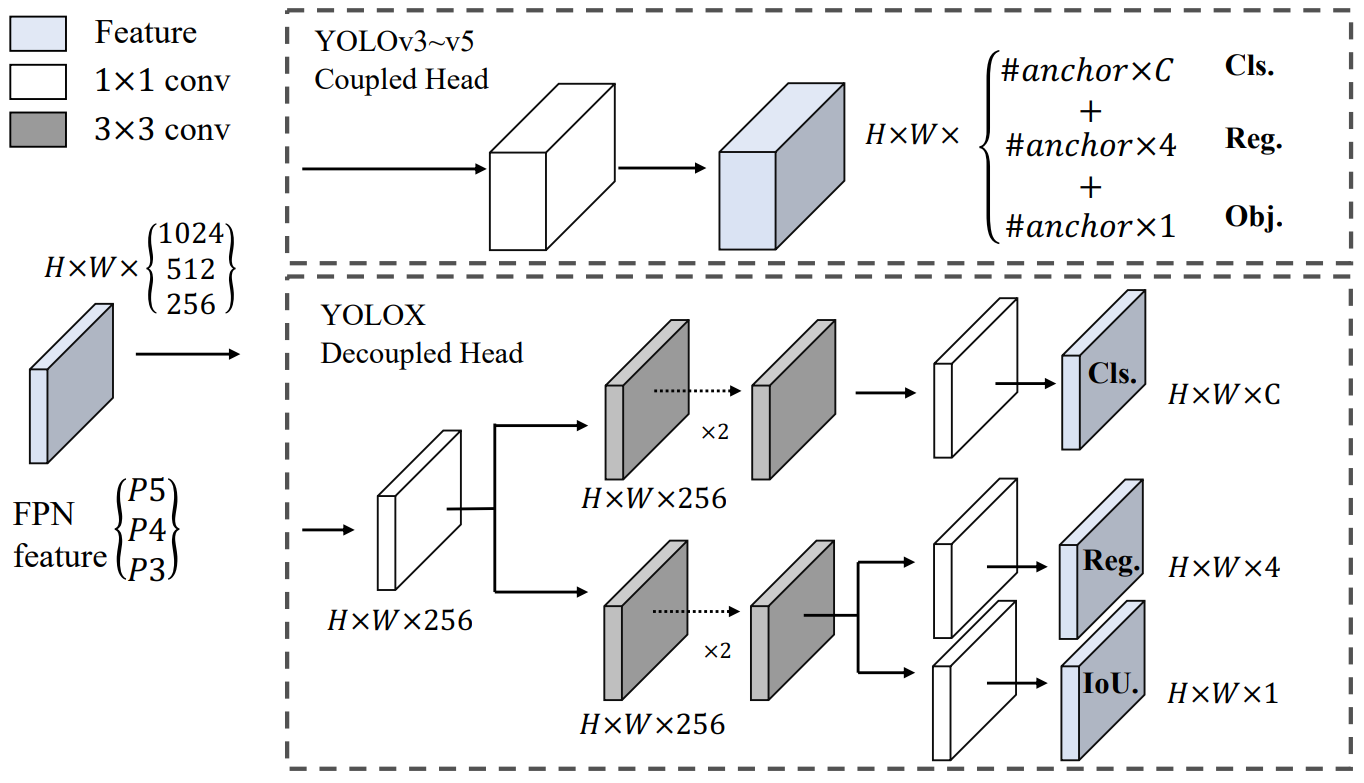 Feature
1×1 conv
3×3 conv
H×W×
1024
512
256
FPN
feature
P5
P4
P3
YOLOv3~v5
Coupled Head
H×W×
#anchor×C Cls.
+
#anchor×4 Reg.
+
#anchor×1 Obj.
YOLOX
Decoupled Head
H×W×256
×2
H×W×256
Cls.
H×W×C
×2
H×W×256
Reg.
H×W×4
IoU.
H×W×1